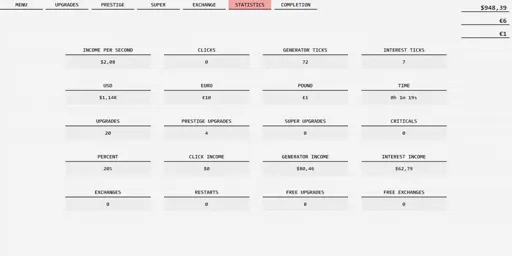 MENU UPGRADES PRESTIGE SUPER EXCHANGE STATISTICS COMPLETION
$948,39
€6
€1
INCOME PER SECOND CLICKS GENERATOR TICKS INTEREST TICKS
$2,08 0 72 7
USD EURO POUND TIME
$1,14K €10 €1 0h 1m 19s
UPGRADES PRESTIGE UPGRADES SUPER UPGRADES CRITICALS
20 4 0 0
PERCENT CLICK INCOME GENERATOR INCOME INTEREST INCOME
20% $0 $80,46 $62,79
EXCHANGES RESTARTS FREE UPGRADES FREE EXCHANGES
0 0 0 0